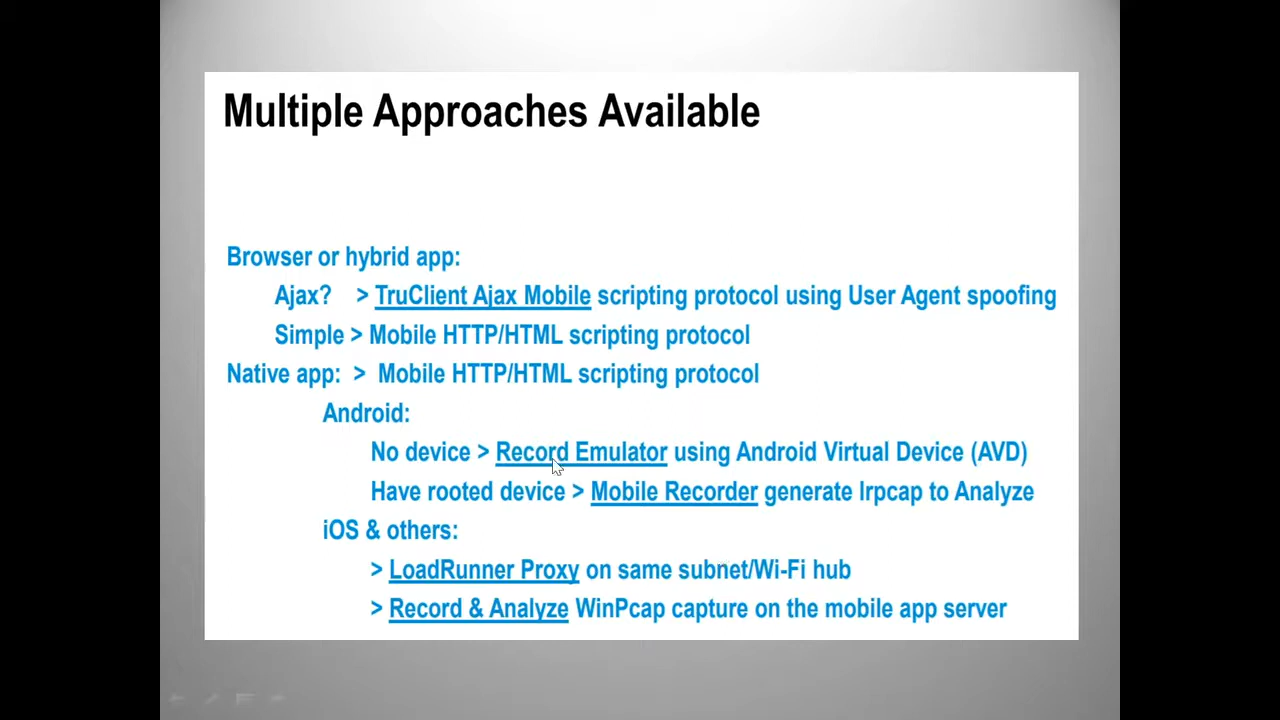 Multiple Approaches Available
Browser or hybrid app:
Ajax? > TruClient Ajax Mobile scripting protocol using User Agent spoofing
Simple > Mobile HTTP/HTML scripting protocol
Native app: > Mobile HTTP/HTML scripting protocol
Android:
No device > Record Emulator using Android Virtual Device (AVD)
Have rooted device > Mobile Recorder generate lrpcap to Analyze
iOS & others:
> LoadRunner Proxy on same subnet/Wi-Fi hub
> Record & Analyze WinPcap capture on the mobile app server